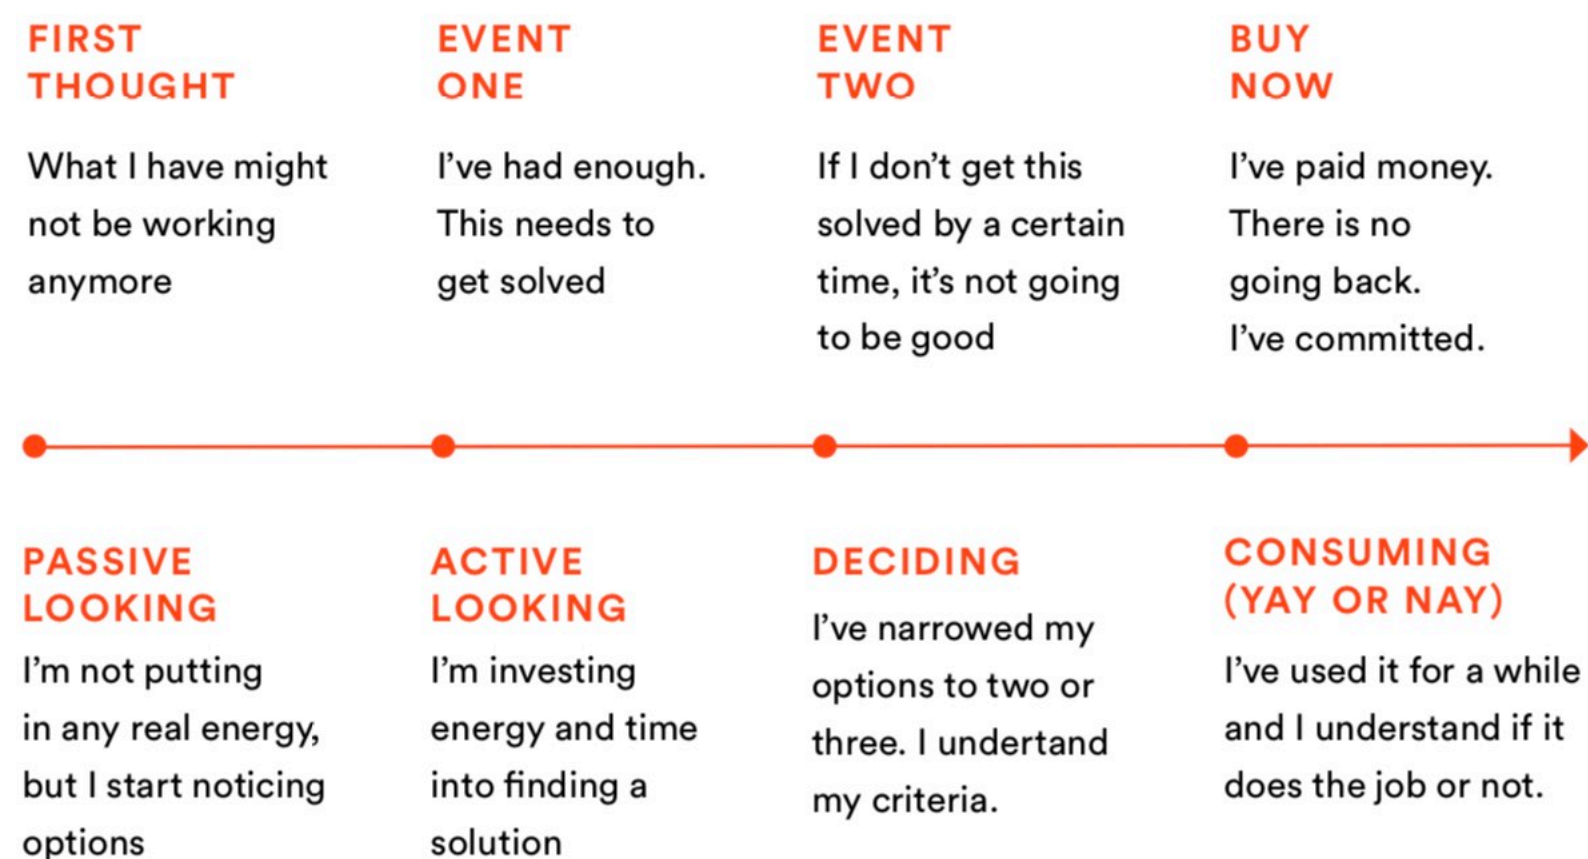 FIRST
THOUGHT
What I have might
not be working
anymore
EVENT
ONE
I’ve had enough.
This needs to
get solved
EVENT
TWO
If I don’t get this
solved by a certain
time, it’s not going
to be good
BUY
NOW
I’ve paid money.
There is no
going back.
I’ve committed.
PASSIVE
LOOKING
I’m not putting
in any real energy,
but I start noticing
options
ACTIVE
LOOKING
I’m investing
energy and time
into finding a
solution
DECIDING
I’ve narrowed my
options to two or
three. I undertand
my criteria.
CONSUMING
(YAY OR NAY)
I’ve used it for a while
and I understand if it
does the job or not.